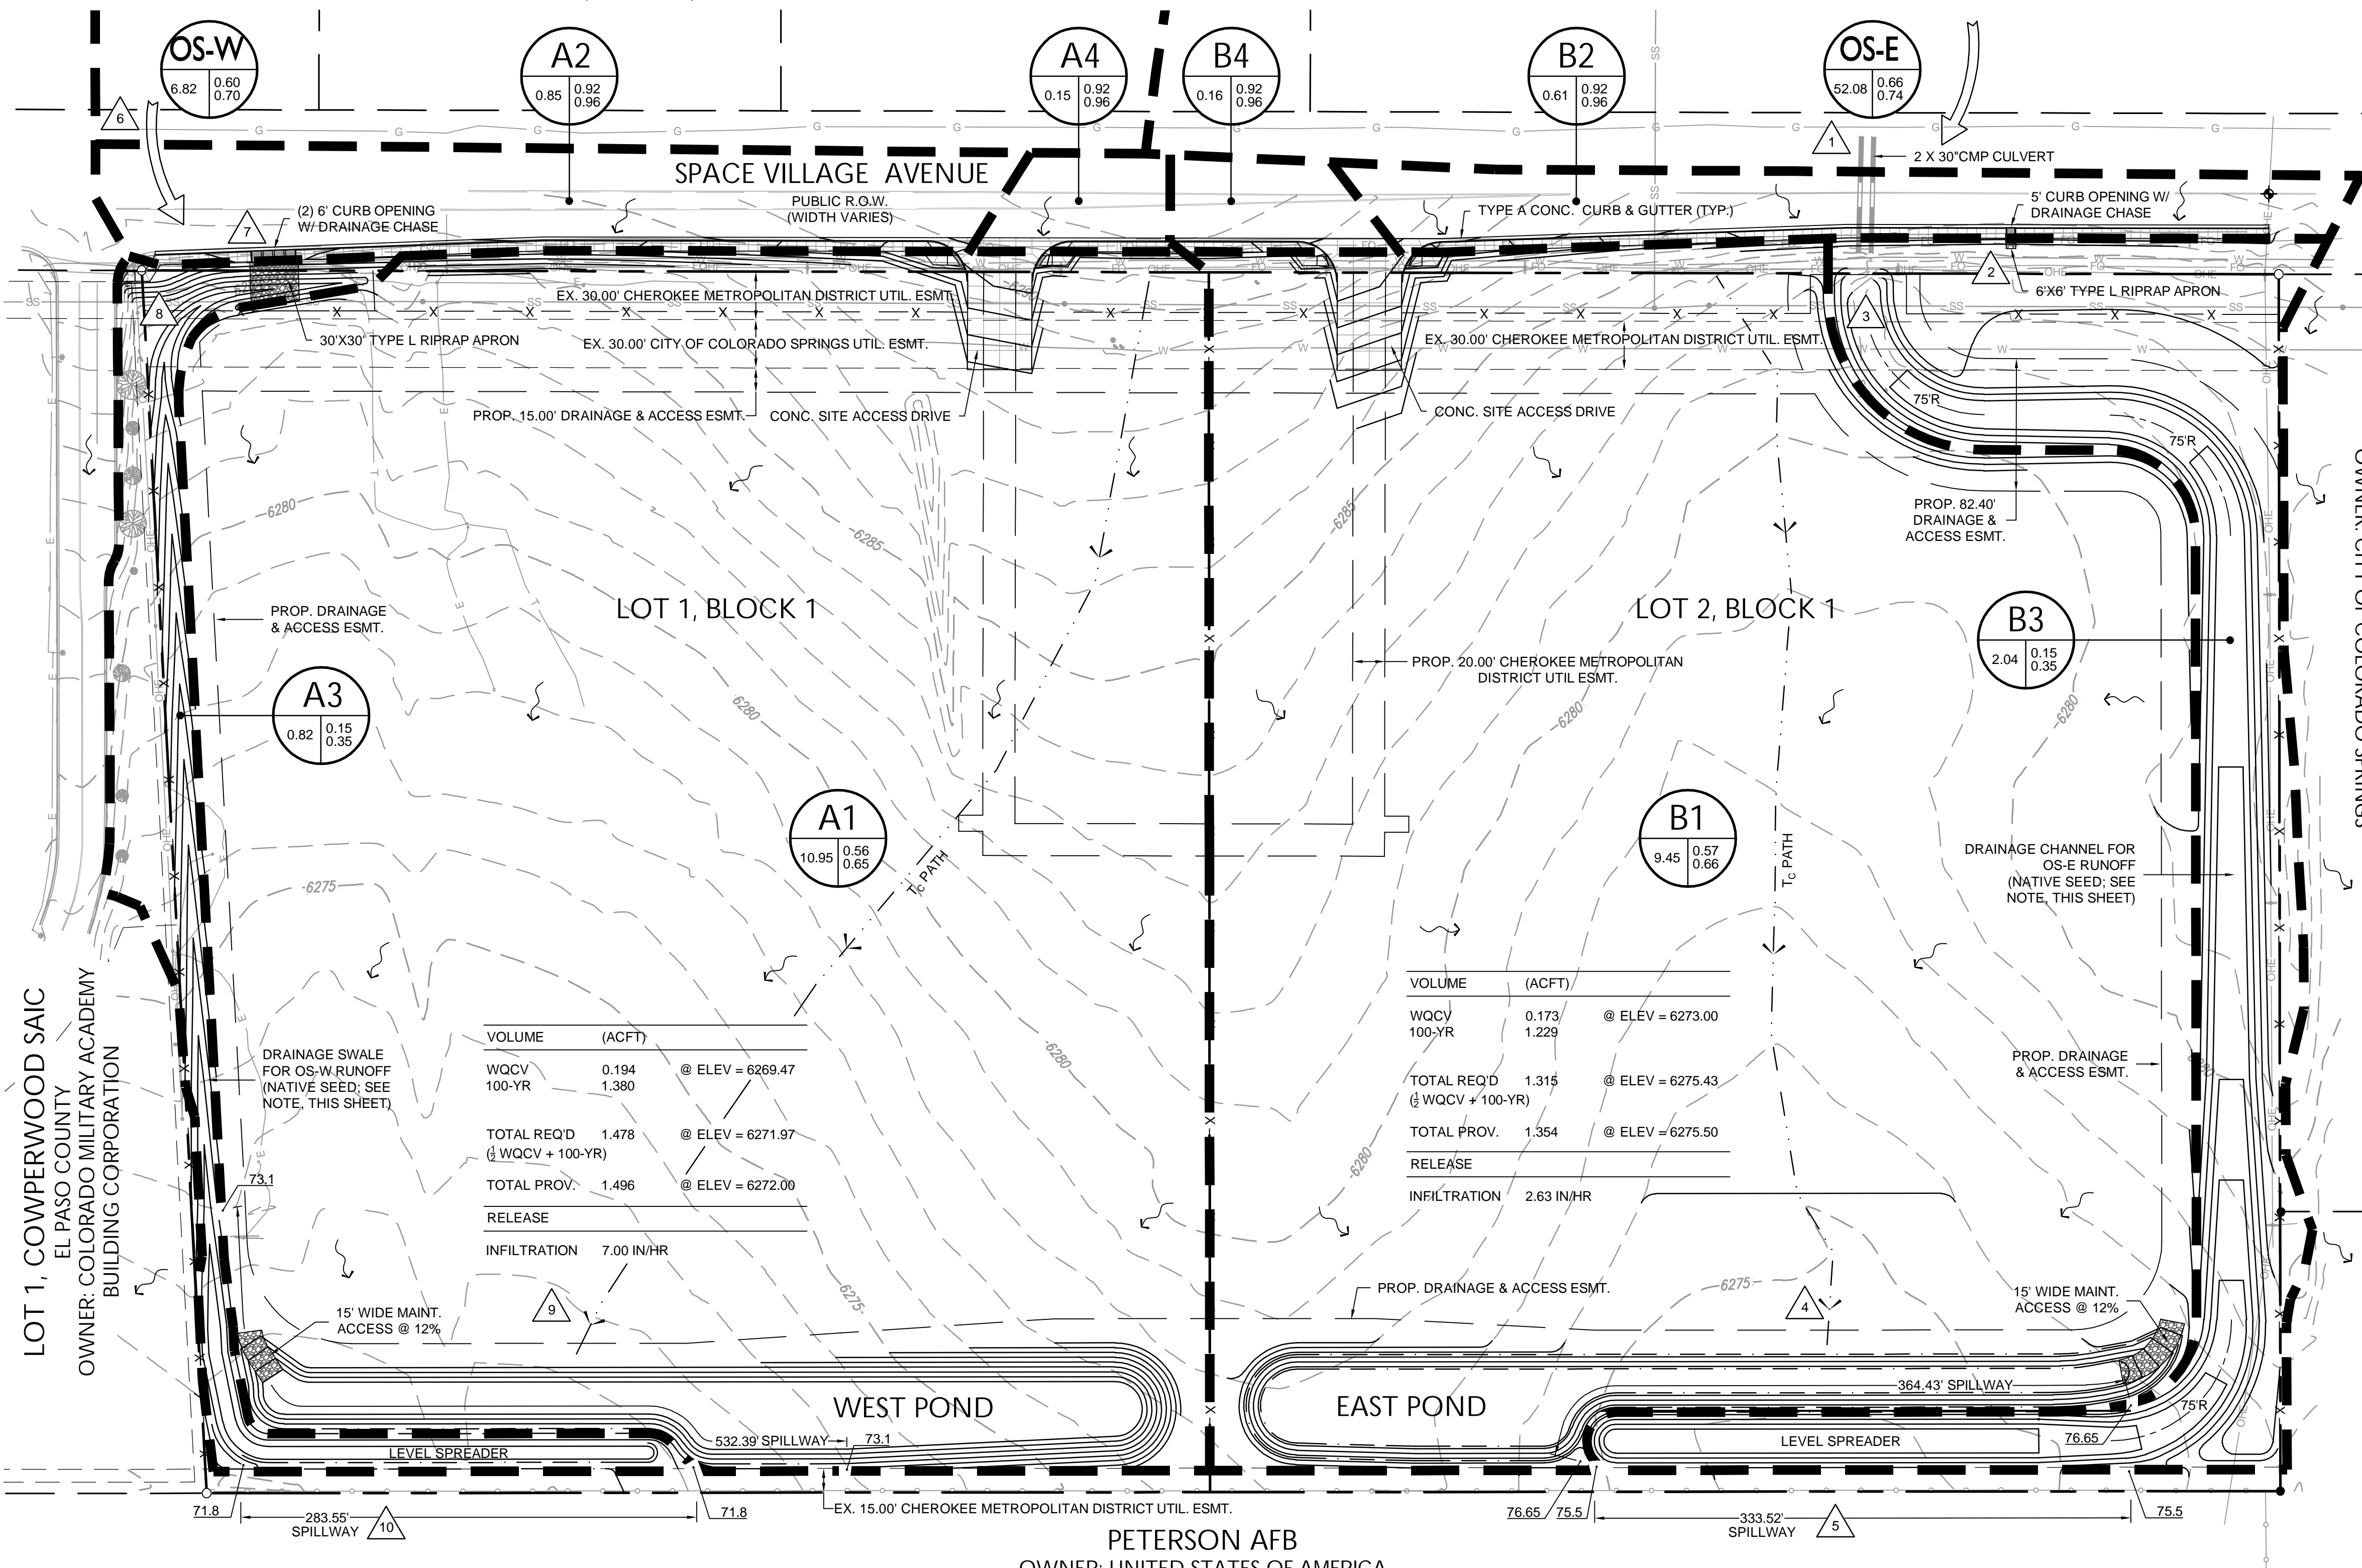 OS-W
6.82
0.60
0.70
A2
0.85
0.92
0.96
A4
0.15
0.92
0.96
B4
0.16
0.92
0.96
B2
0.61
0.92
0.96
OS-E
52.08
0.66
0.74
6
1
G G G G G G G G G G G G G G G
2 X 30"CMP CULVERT
SPACE VILLAGE AVENUE
PUBLIC R.O.W.
(WIDTH VARIES)
7
(2) 6' CURB OPENING
W/ DRAINAGE CHASE
TYPE A CONC. CURB & GUTTER (TYP.)
5' CURB OPENING W/
DRAINAGE CHASE
2
6'X6' TYPE L RIPRAP APRON
8
3
30'X30' TYPE L RIPRAP APRON
EX. 30.00' CHEROKEE METROPOLITAN DISTRICT UTIL. ESMT.
EX. 30.00' CITY OF COLORADO SPRINGS UTIL. ESMT.
EX. 30.00' CHEROKEE METROPOLITAN DISTRICT UTIL. ESMT.
PROP. 15.00' DRAINAGE & ACCESS ESMT.
CONC. SITE ACCESS DRIVE
CONC. SITE ACCESS DRIVE
75'R
75'R
PROP. 82.40'
DRAINAGE &
ACCESS ESMT.
OWNER: CITY OF COLORADO SPRINGS
6280
6285
6285
PROP. DRAINAGE
& ACCESS ESMT.
LOT 1, BLOCK 1
LOT 2, BLOCK 1
B3
2.04
0.15
0.35
PROP. 20.00' CHEROKEE METROPOLITAN
DISTRICT UTIL ESMT.
A3
0.82
0.15
0.35
6280
6280
6280
A1
10.95
0.56
0.65
TC PATH
B1
9.45
0.57
0.66
TC PATH
DRAINAGE CHANNEL FOR
OS-E RUNOFF
(NATIVE SEED; SEE
NOTE, THIS SHEET)
6275
LOT 1, COWPERWOOD SAIC
EL PASO COUNTY
OWNER: COLORADO MILITARY ACADEMY
BUILDING CORPORATION
DRAINAGE SWALE
FOR OS-W RUNOFF
(NATIVE SEED; SEE
NOTE, THIS SHEET)
VOLUME (ACFT)
WQCV 0.194 @ ELEV = 6269.47
100-YR 1.380
TOTAL REQ'D 1.478 @ ELEV = 6271.97
(½ WQCV + 100-YR)
TOTAL PROV. 1.496 @ ELEV = 6272.00
RELEASE
INFILTRATION 7.00 IN/HR
VOLUME (ACFT)
WQCV 0.173 @ ELEV = 6273.00
100-YR 1.229
TOTAL REQ'D 1.315 @ ELEV = 6275.43
(½ WQCV + 100-YR)
TOTAL PROV. 1.354 @ ELEV = 6275.50
RELEASE
INFILTRATION 2.63 IN/HR
6280
6280
6280
PROP. DRAINAGE
& ACCESS ESMT.
73.1
6275
6275
PROP. DRAINAGE & ACCESS ESMT.
9
4
15' WIDE MAINT.
ACCESS @ 12%
15' WIDE MAINT.
ACCESS @ 12%
WEST POND
EAST POND
364.43' SPILLWAY
75'R
LEVEL SPREADER
532.39' SPILLWAY
73.1
LEVEL SPREADER
76.65
71.8
283.55'
SPILLWAY
10
71.8
EX. 15.00' CHEROKEE METROPOLITAN DISTRICT UTIL. ESMT.
76.65
75.5
333.52'
SPILLWAY
5
75.5
PETERSON AFB
OWNER: UNITED STATES OF AMERICA